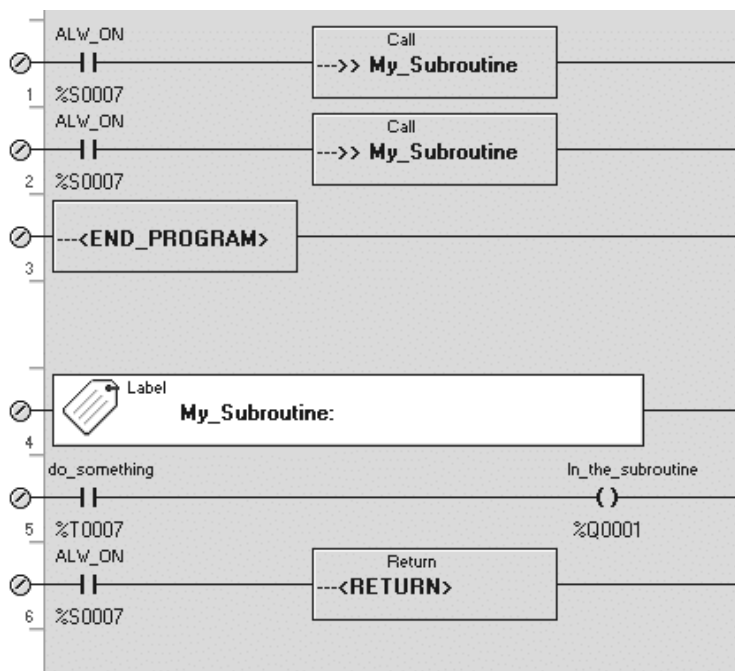 ALW_ON
Call
--->> My_Subroutine
1 %S0007
ALW_ON
Call
--->> My_Subroutine
2 %S0007
---<END_PROGRAM>
3
Label
My_Subroutine:
4
do_something In_the_subroutine
5 %T0007 %Q0001
ALW_ON
Return
---<RETURN>
6 %S0007